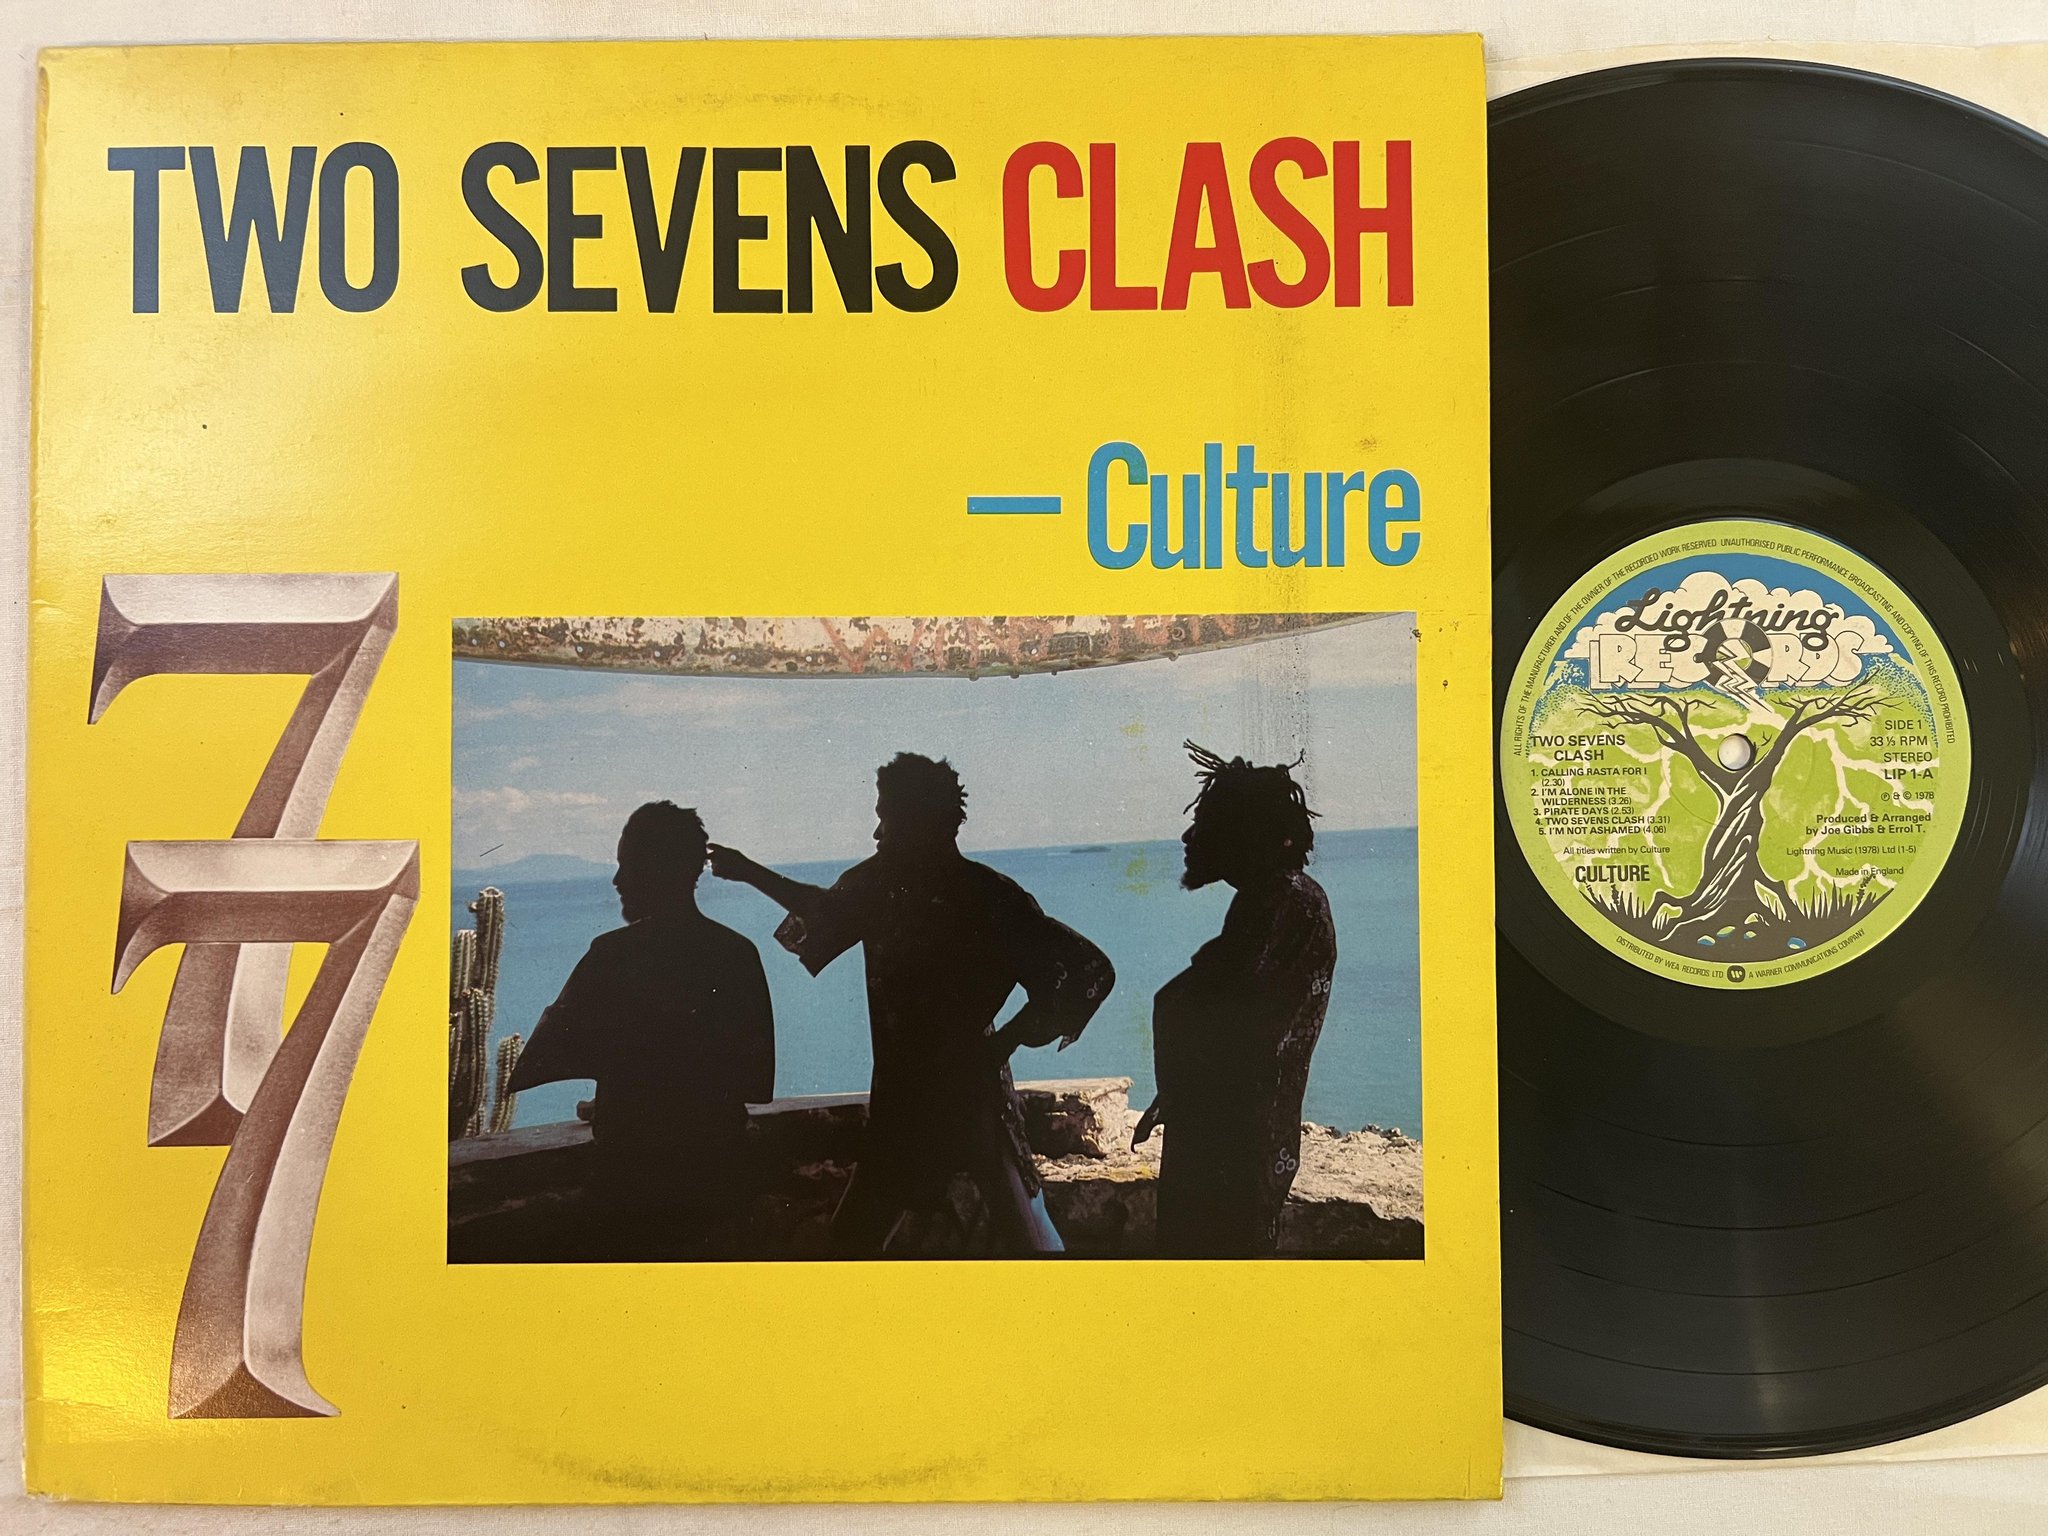 TWO SEVENS CLASH
— Culture
7
7
ALL RIGHTS OF THE MANUFACTURER AND OF THE OWNER OF THE RECORDED WORK RESERVED UNAUTHORISED PUBLIC PERFORMANCE BROADCASTING AND COPYING OF THIS RECORD PROHIBITED
Lightning
RECORDS
SIDE 1
33 ⅓ RPM
STEREO
LIP 1-A
℗ & © 1978
TWO SEVENS
CLASH
1. CALLING RASTA FOR I
(2.30)
2. I'M ALONE IN THE
WILDERNESS (3.26)
3. PIRATE DAYS (2.53)
4. TWO SEVENS CLASH (3.31)
5. I'M NOT ASHAMED (4.06)
Produced & Arranged
by Joe Gibbs & Errol T.
All titles written by Culture
Lightning Music (1978) Ltd (1-5)
CULTURE
Made in England
DISTRIBUTED BY WEA RECORDS LTD W A WARNER COMMUNICATIONS COMPANY